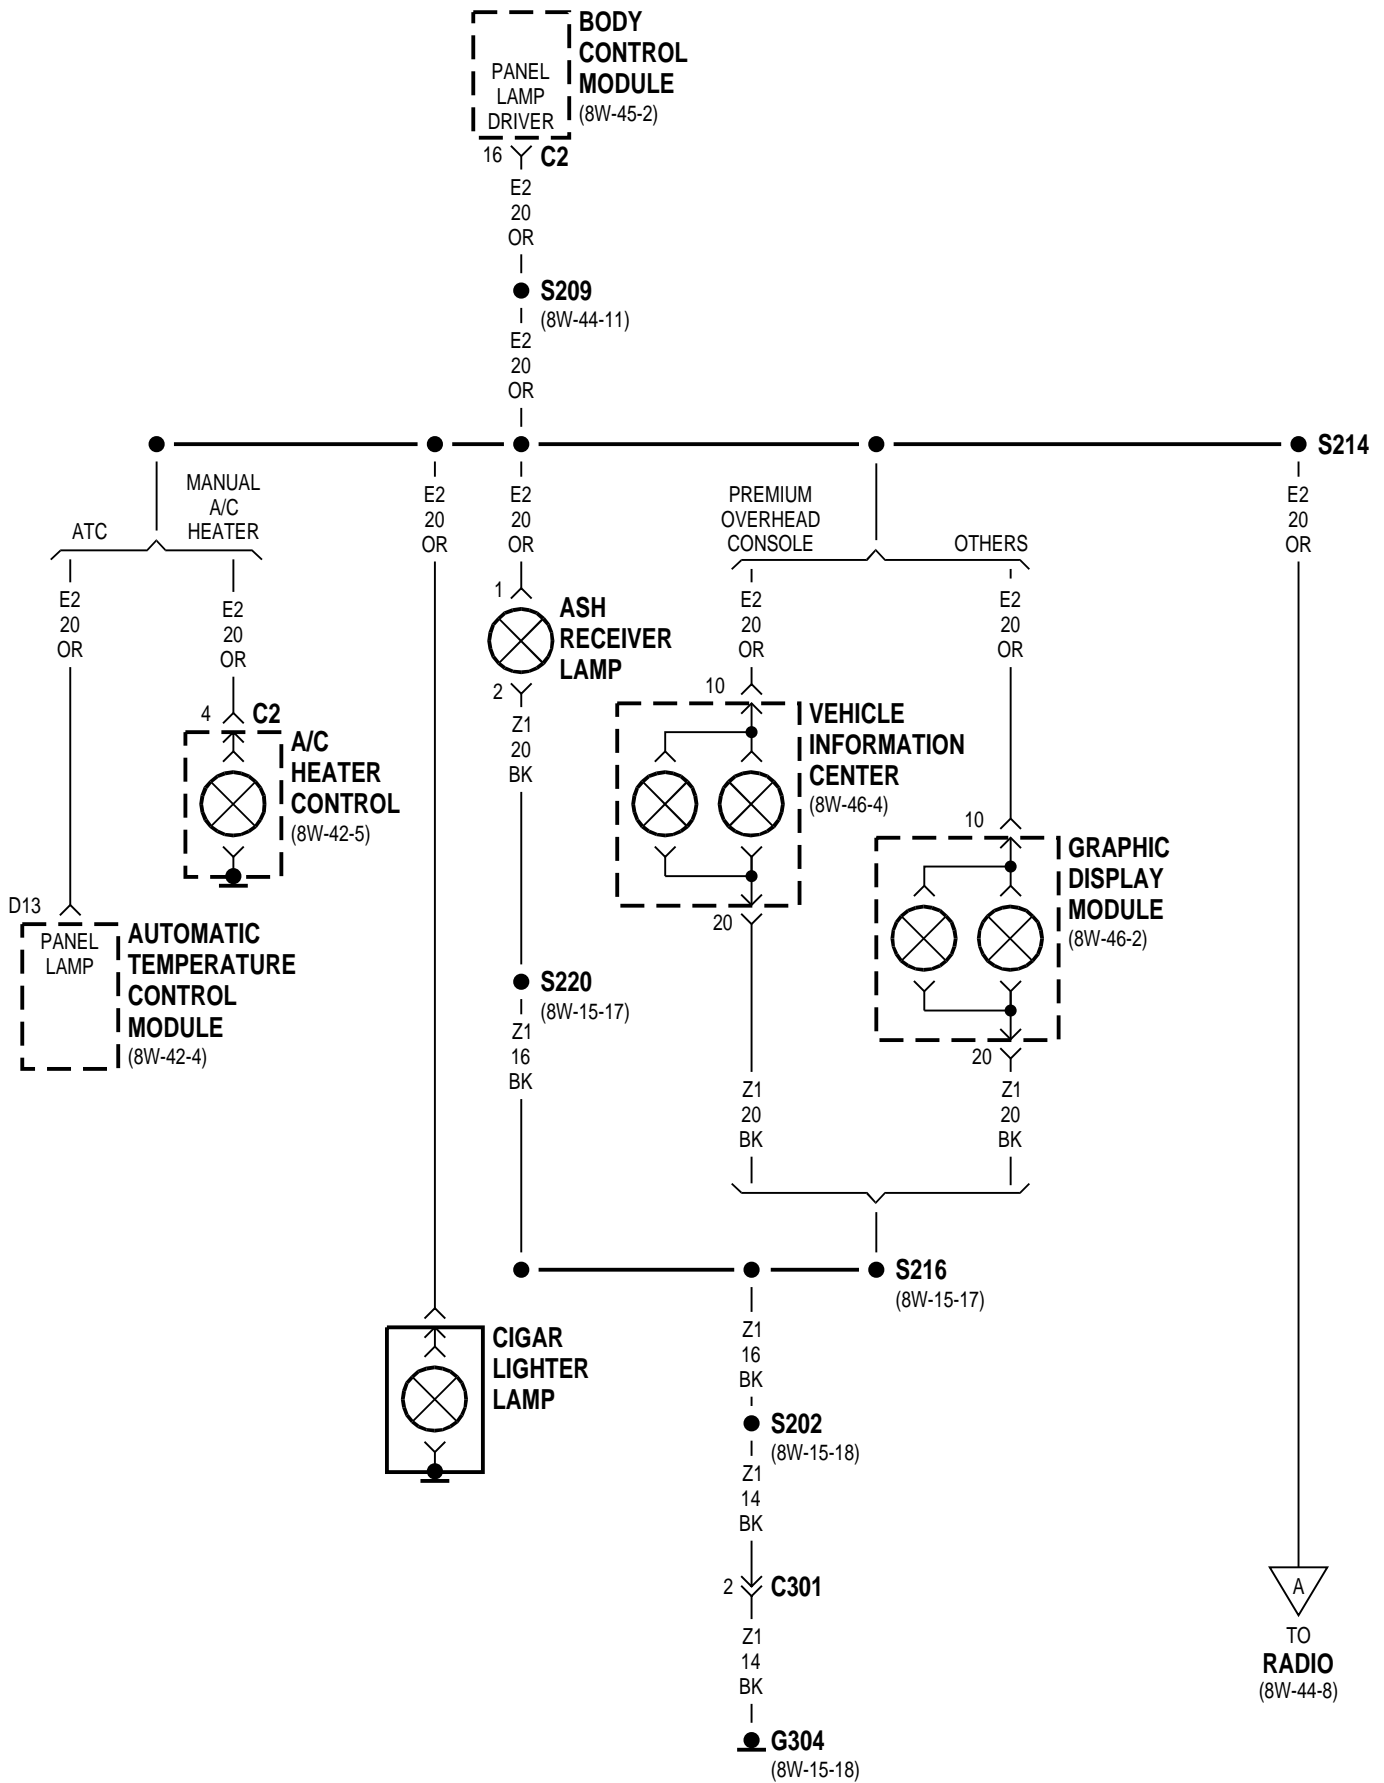 BODY
CONTROL
MODULE
(8W-45-2)
PANEL
LAMP
DRIVER
16
C2
E2
20
OR
S209
(8W-44-11)
E2
20
OR
S214
ATC
MANUAL
A/C
HEATER
E2
20
OR
E2
20
OR
PREMIUM
OVERHEAD
CONSOLE
OTHERS
E2
20
OR
E2
20
OR
E2
20
OR
E2
20
OR
E2
20
OR
1
ASH
RECEIVER
LAMP
2
Z1
20
BK
4
C2
A/C
HEATER
CONTROL
(8W-42-5)
10
VEHICLE
INFORMATION
CENTER
(8W-46-4)
20
10
GRAPHIC
DISPLAY
MODULE
(8W-46-2)
20
D13
PANEL
LAMP
AUTOMATIC
TEMPERATURE
CONTROL
MODULE
(8W-42-4)
S220
(8W-15-17)
Z1
16
BK
Z1
20
BK
Z1
20
BK
S216
(8W-15-17)
CIGAR
LIGHTER
LAMP
Z1
16
BK
S202
(8W-15-18)
Z1
14
BK
2
C301
Z1
14
BK
G304
(8W-15-18)
A
TO
RADIO
(8W-44-8)